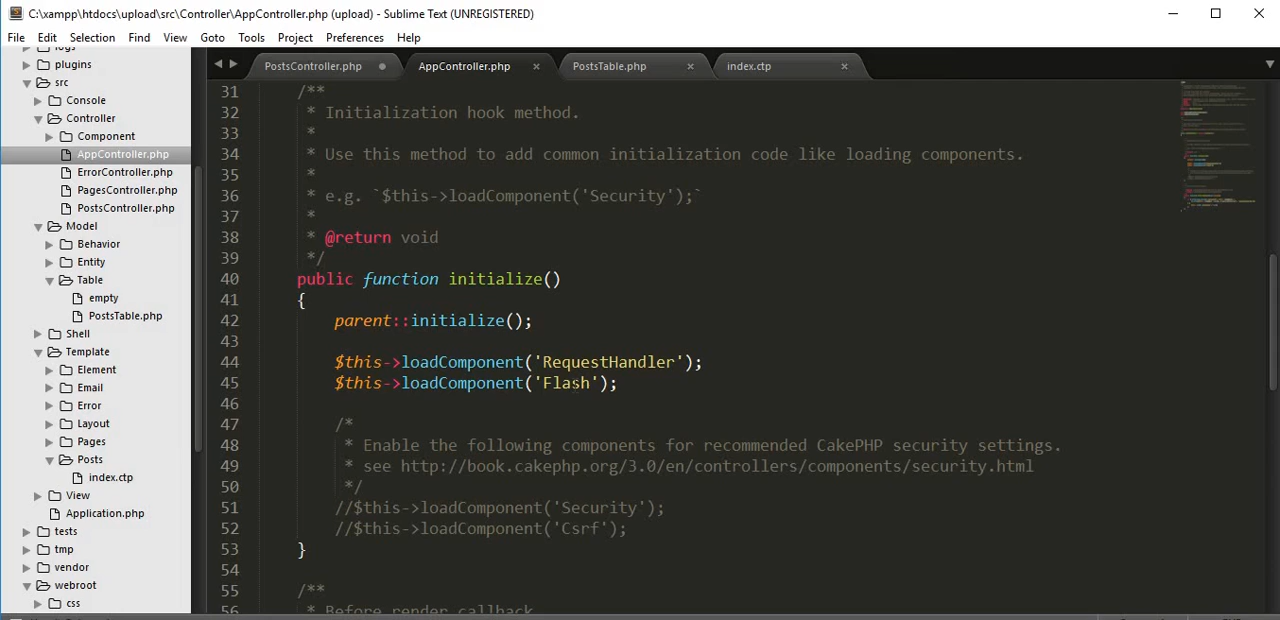 C:\xampp\htdocs\upload\src\Controller\AppController.php (upload) - Sublime Text (UNREGISTERED)
File Edit Selection Find View Goto Tools Project Preferences Help
logs
plugins
src
Console
Controller
Component
AppController.php
ErrorController.php
PagesController.php
PostsController.php
Model
Behavior
Entity
Table
empty
PostsTable.php
Shell
Template
Element
Email
Error
Layout
Pages
Posts
index.ctp
View
Application.php
tests
tmp
vendor
webroot
css
PostsController.php AppController.php PostsTable.php index.ctp
31 /**
32 * Initialization hook method.
33 *
34 * Use this method to add common initialization code like loading components.
35 *
36 * e.g. `$this->loadComponent('Security');`
37 *
38 * @return void
39 */
40 public function initialize()
41 {
42 parent::initialize();
43
44 $this->loadComponent('RequestHandler');
45 $this->loadComponent('Flash');
46
47 /*
48 * Enable the following components for recommended CakePHP security settings.
49 * see http://book.cakephp.org/3.0/en/controllers/components/security.html
50 */
51 //$this->loadComponent('Security');
52 //$this->loadComponent('Csrf');
53 }
54
55 /**
56 * Before render callback